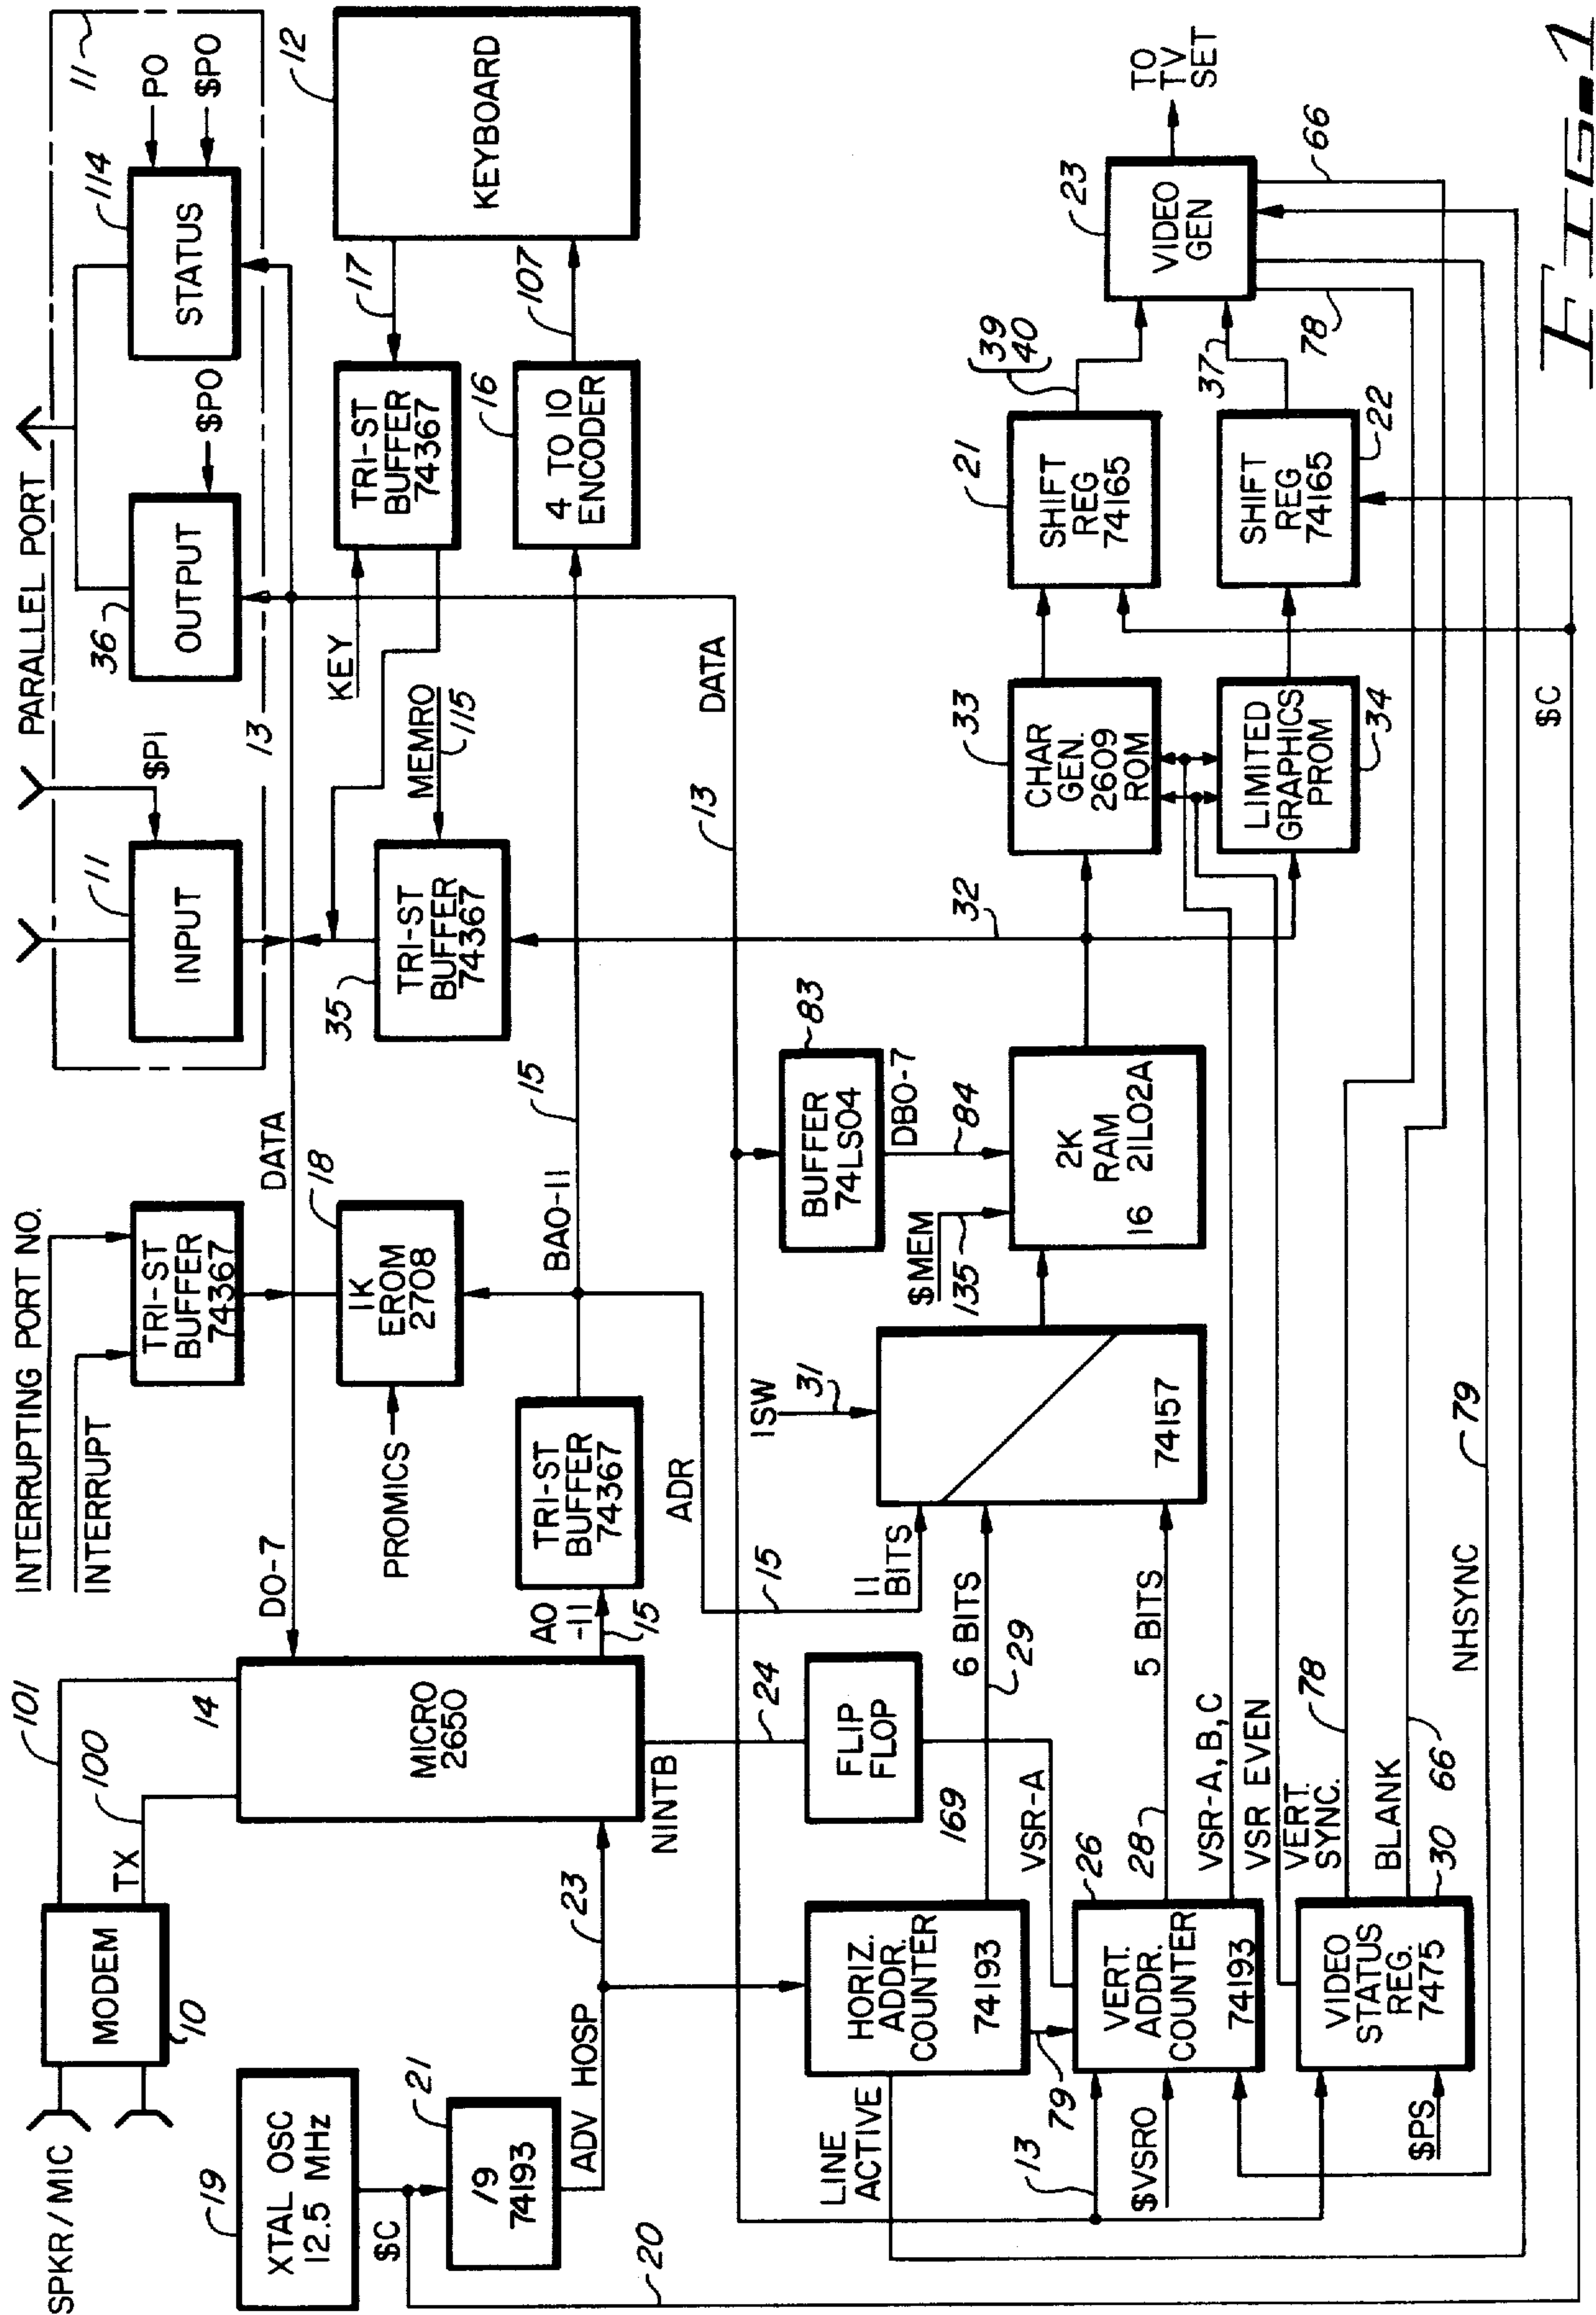 SPKR/MIC
MODEM
10
TX
100
101
XTAL OSC
12.5 MHz
19
$C
20
/9
74193
21
ADV HOSP
23
MICRO
2650
14
DO-7
DATA
NINTB
24
FLIP
FLOP
169
AO
-11
15
INTERRUPTING PORT NO.
INTERRUPT
TRI-ST
BUFFER
74367
PROMICS
1K
EROM
2708
18
TRI-ST
BUFFER
74367
BAO-11
15
ADR
15
PARALLEL PORT
11
INPUT
11
$PI
13
OUTPUT
36
$PO
STATUS
114
PO
$PO
TRI-ST
BUFFER
74367
35
MEMRO
115
KEY
TRI-ST
BUFFER
74367
17
4 TO 10
ENCODER
16
107
KEYBOARD
12
DATA
13
HORIZ.
ADDR.
COUNTER
74193
LINE
ACTIVE
79
6 BITS
29
11
BITS
VSR-A
VERT.
ADDR.
COUNTER
74193
26
13
$VSRO
28
5 BITS
VSR-A,B,C
VSR EVEN
VIDEO
STATUS
REG.
7475
30
$PS
VERT.
SYNC.
78
BLANK
66
NHSYNC
79
ISW
31
74157
$MEM
135
BUFFER
74LS04
83
DBO-7
84
2K
RAM
16 21L02A
32
CHAR
GEN.
2609
ROM
33
LIMITED
GRAPHICS
PROM
34
SHIFT
REG
74165
21
SHIFT
REG
74165
22
39
40
37
$C
VIDEO
GEN
23
TO
TV
SET
66
78
FIG-1